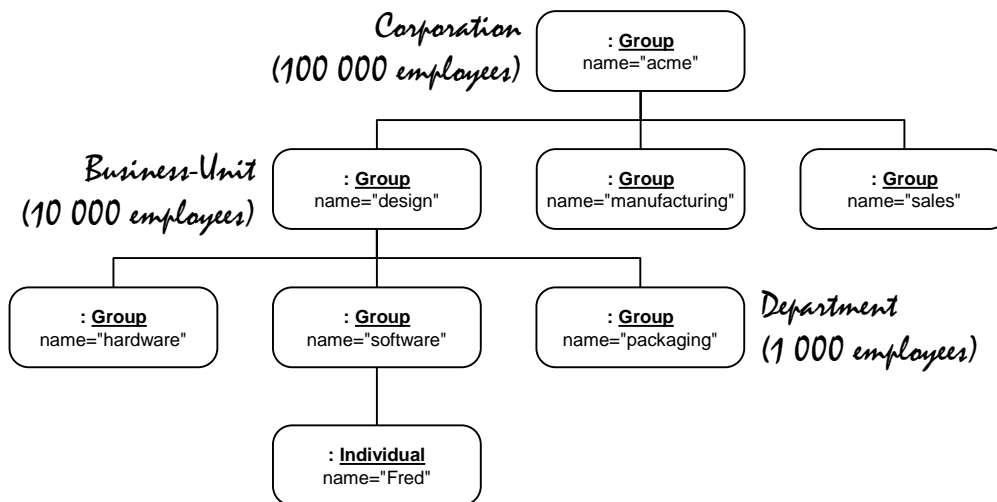 Corporation
(100 000 employees)
: Group
name="acme"
Business-Unit
(10 000 employees)
: Group
name="design"
: Group
name="manufacturing"
: Group
name="sales"
: Group
name="hardware"
: Group
name="software"
: Group
name="packaging"
Department
(1 000 employees)
: Individual
name="Fred"